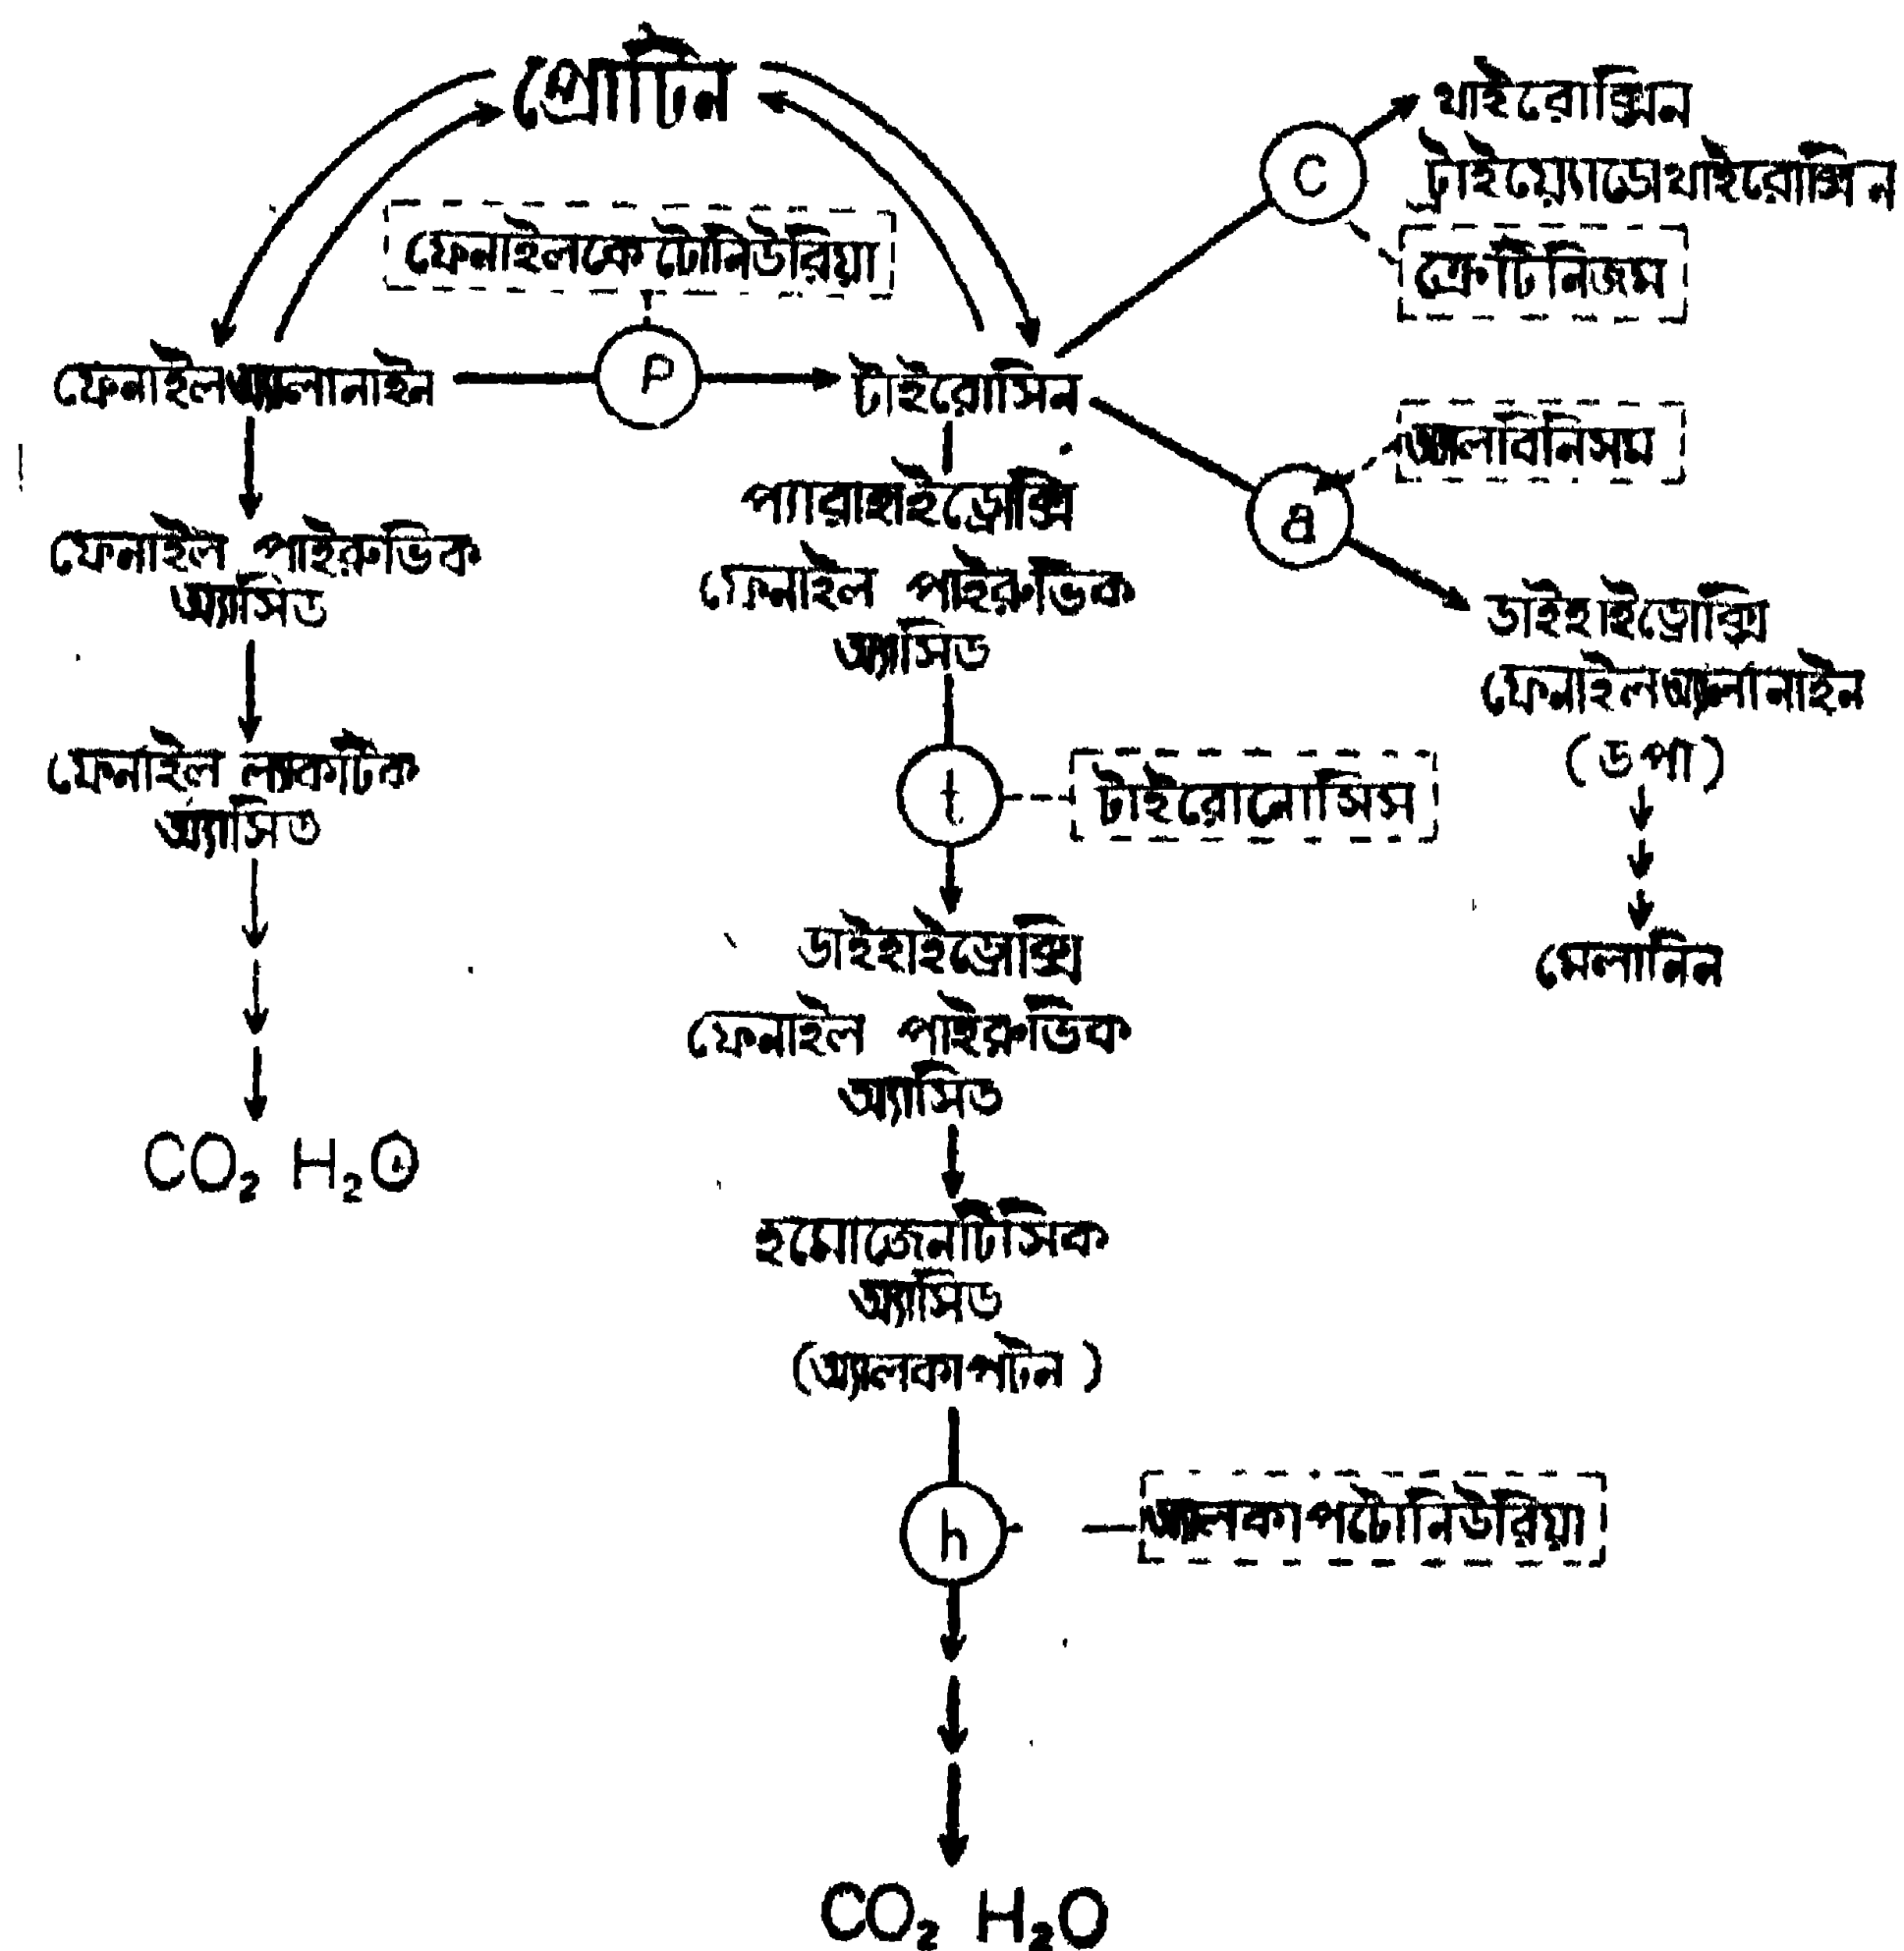 প্রোটিন
থাইরোক্সিন
ট্রাইয়্যোডোথাইরোক্সিন
ফেনাইলকেটোনিউরিয়া
C
ক্রেটিনিজম
ফেনাইলঅ্যালানাইন
P
টাইরোসিন
অ্যালবিনিসম
a
প্যারাহাইড্রোক্সি
ফেনাইল পাইরুভিক
অ্যাসিড
ফেনাইল পাইরুভিক
অ্যাসিড
ডাইহাইড্রোক্সি
ফেনাইলঅ্যালানাইন
(ডপা)
ফেনাইল ল্যাকটিক
অ্যাসিড
t
টাইরোনোসিস
ডাইহাইড্রোক্সি
ফেনাইল পাইরুভিক
অ্যাসিড
মেলানিন
CO₂ H₂O
হমোজেনটিসিক
অ্যাসিড
(অ্যালকাপটন)
h
অ্যালকাপটোনিউরিয়া
CO₂ H₂O